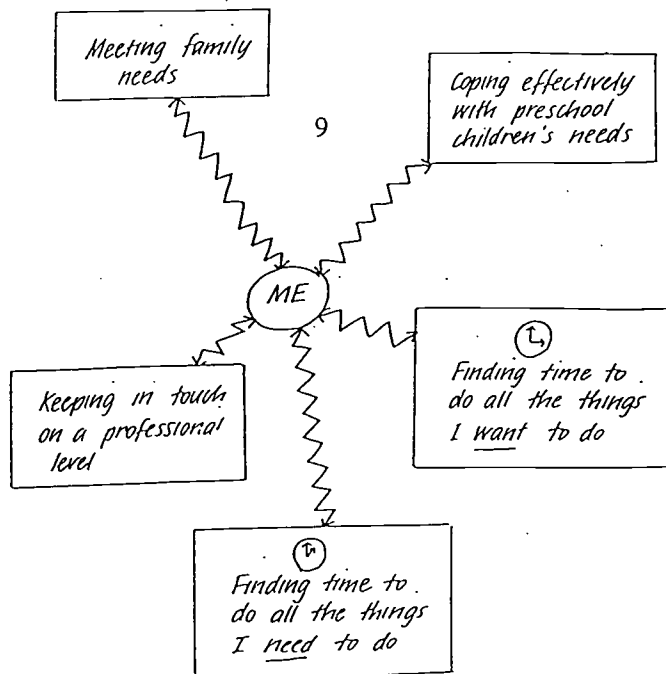 Meeting family
needs
Coping effectively
with preschool
children's needs
9
ME
Finding time to
do all the things
I want to do
Keeping in touch
on a professional
level
Finding time to
do all the things
I need to do